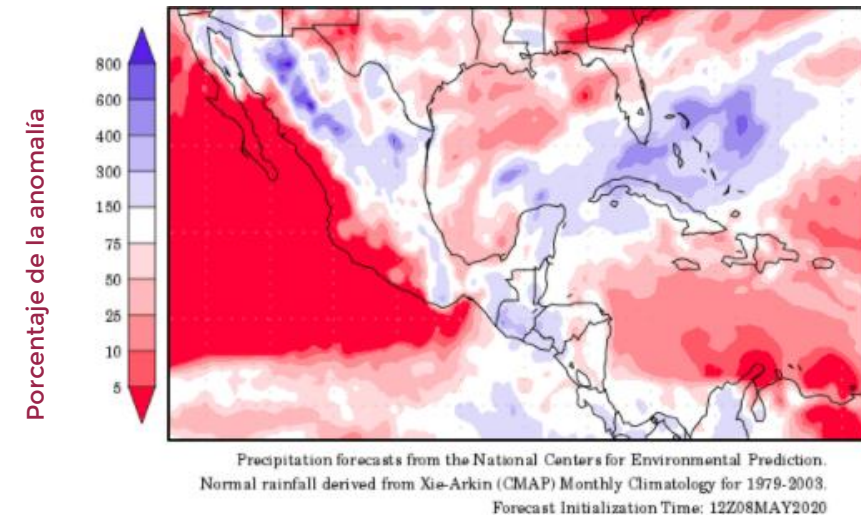 Porcentaje de la anomalía
800
600
400
300
150
75
50
25
10
5
Precipitation forecasts from the National Centers for Environmental Prediction.
Normal rainfall derived from Xie-Arkin (CMAP) Monthly Climatology for 1979-2003.
Forecast Initialization Time: 12Z08MAY2020